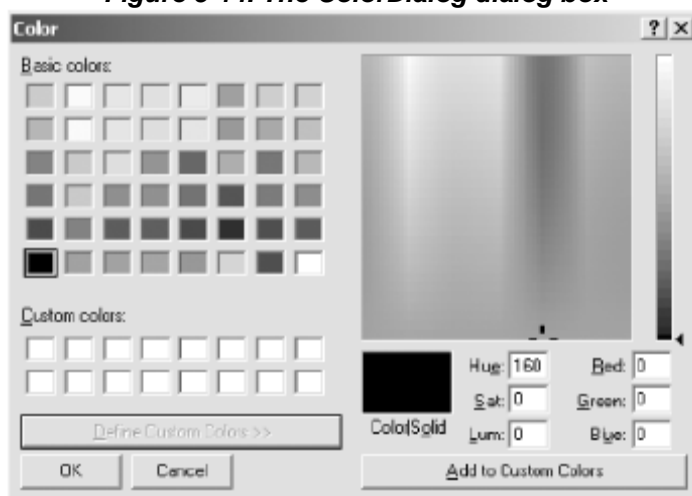 Figure 5-14. The ColorDialog dialog box
Color
Basic colors:
Custom colors:
Define Custom Colors >>
OK Cancel
Color|Solid
Hue: 160 Red: 0
Sat: 0 Green: 0
Lum: 0 Blue: 0
Add to Custom Colors